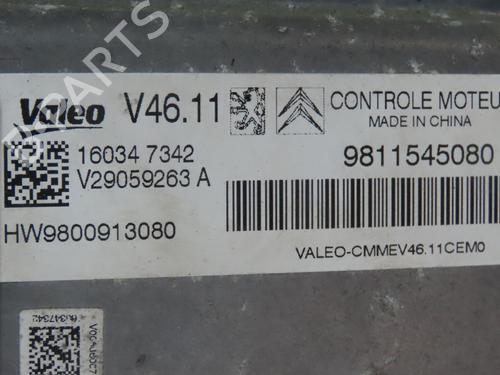 Valeo V46.11 CONTROLE MOTEU
MADE IN CHINA
16034 7342 9811545080
V29059263 A
HW9800913080
VALEO-CMMEV46.11CEM0